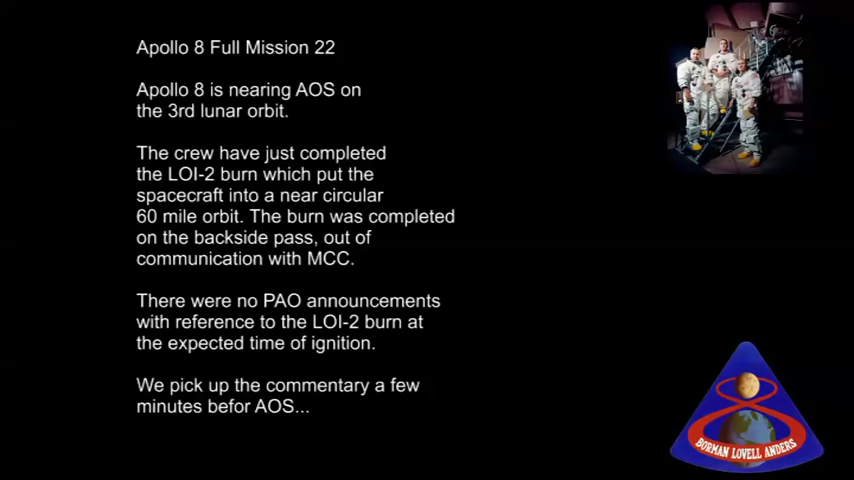 Apollo 8 Full Mission 22
Apollo 8 is nearing AOS on
the 3rd lunar orbit.
The crew have just completed
the LOI-2 burn which put the
spacecraft into a near circular
60 mile orbit. The burn was completed
on the backside pass, out of
communication with MCC.
There were no PAO announcements
with reference to the LOI-2 burn at
the expected time of ignition.
We pick up the commentary a few
minutes befor AOS...
BORMAN LOVELL ANDERS